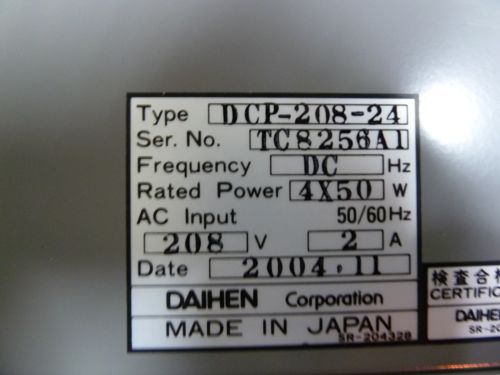 Type DCP-208-24
Ser. No. TC8256A1
Frequency DC Hz
Rated Power 4X50 W
AC Input 50/60Hz
208 V 2 A
Date 2004.11
DAIHEN Corporation
MADE IN JAPAN
SR-204328
検査合格
DAIHE